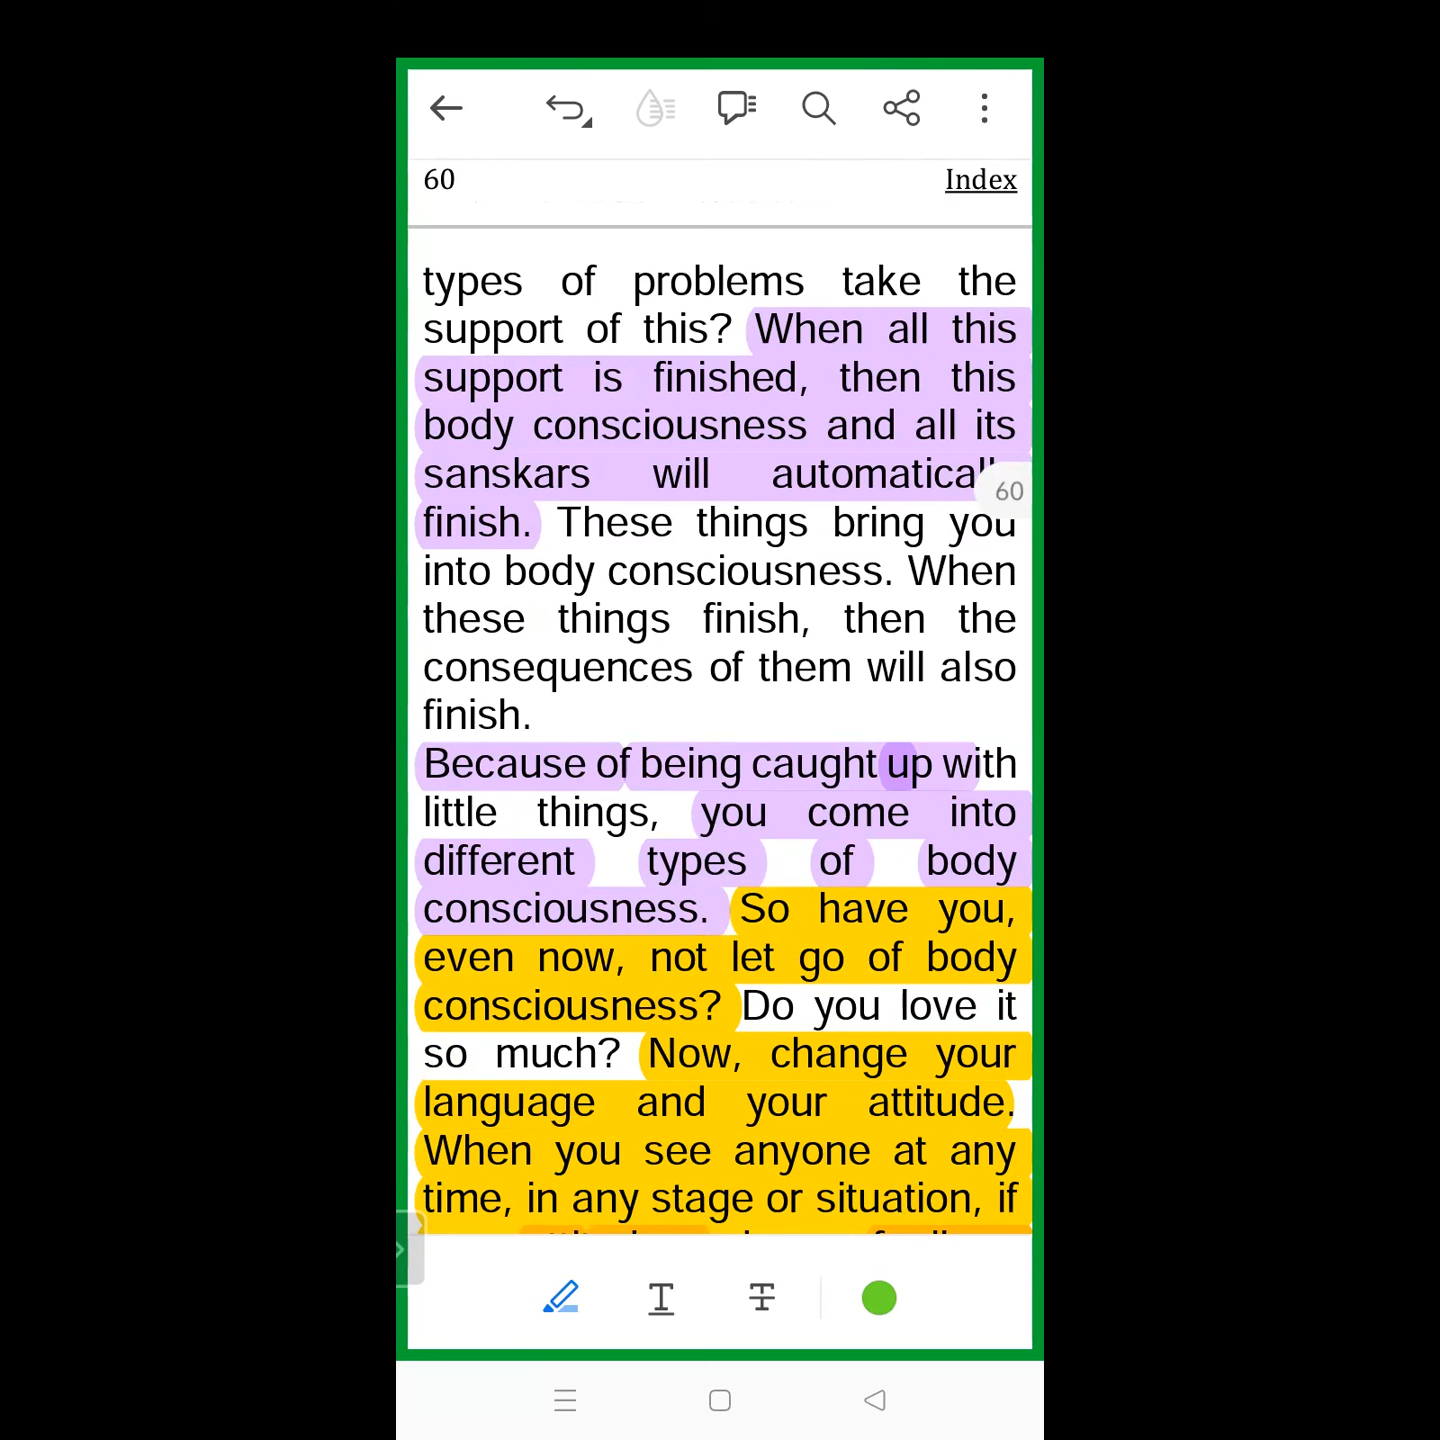 60 Index
types of problems take the
support of this? When all this
support is finished, then this
body consciousness and all its
sanskars will automatically
60
finish. These things bring you
into body consciousness. When
these things finish, then the
consequences of them will also
finish.
Because of being caught up with
little things, you come into
different types of body
consciousness. So have you,
even now, not let go of body
consciousness? Do you love it
so much? Now, change your
language and your attitude.
When you see anyone at any
time, in any stage or situation, if